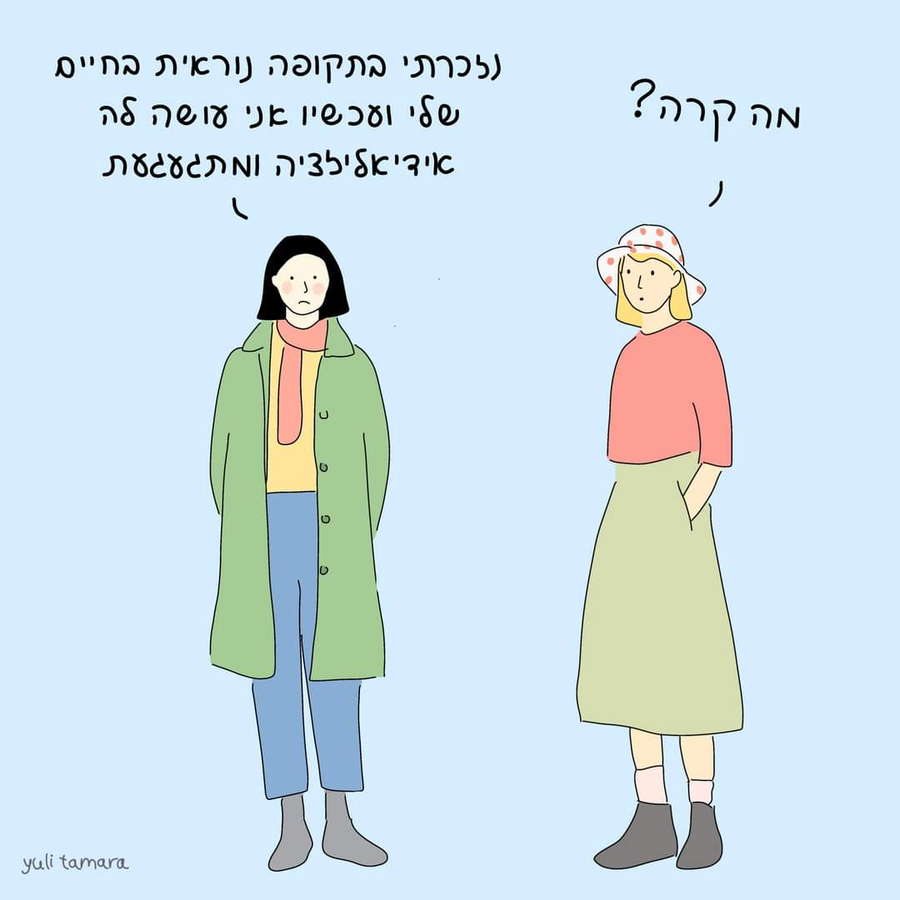 מה קרה?
נזכרתי בתקופה נוראית בחיים
שלי ועכשיו אני עושה לה
אידיאליזציה ומתגעגעת
yuli tamara